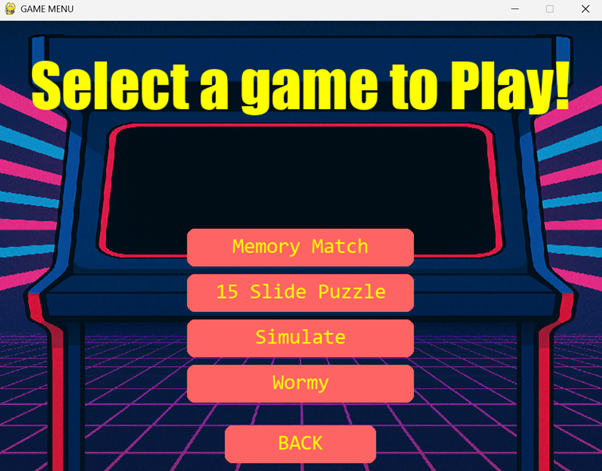 GAME MENU
Select a game to Play!
Memory Match
15 Slide Puzzle
Simulate
Wormy
BACK